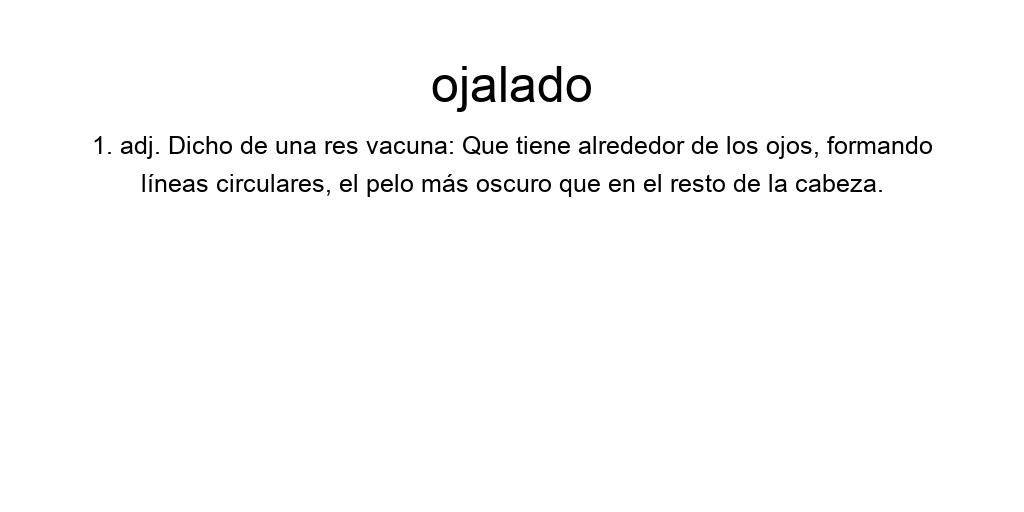 ojalado
1. adj. Dicho de una res vacuna: Que tiene alrededor de los ojos, formando
líneas circulares, el pelo más oscuro que en el resto de la cabeza.